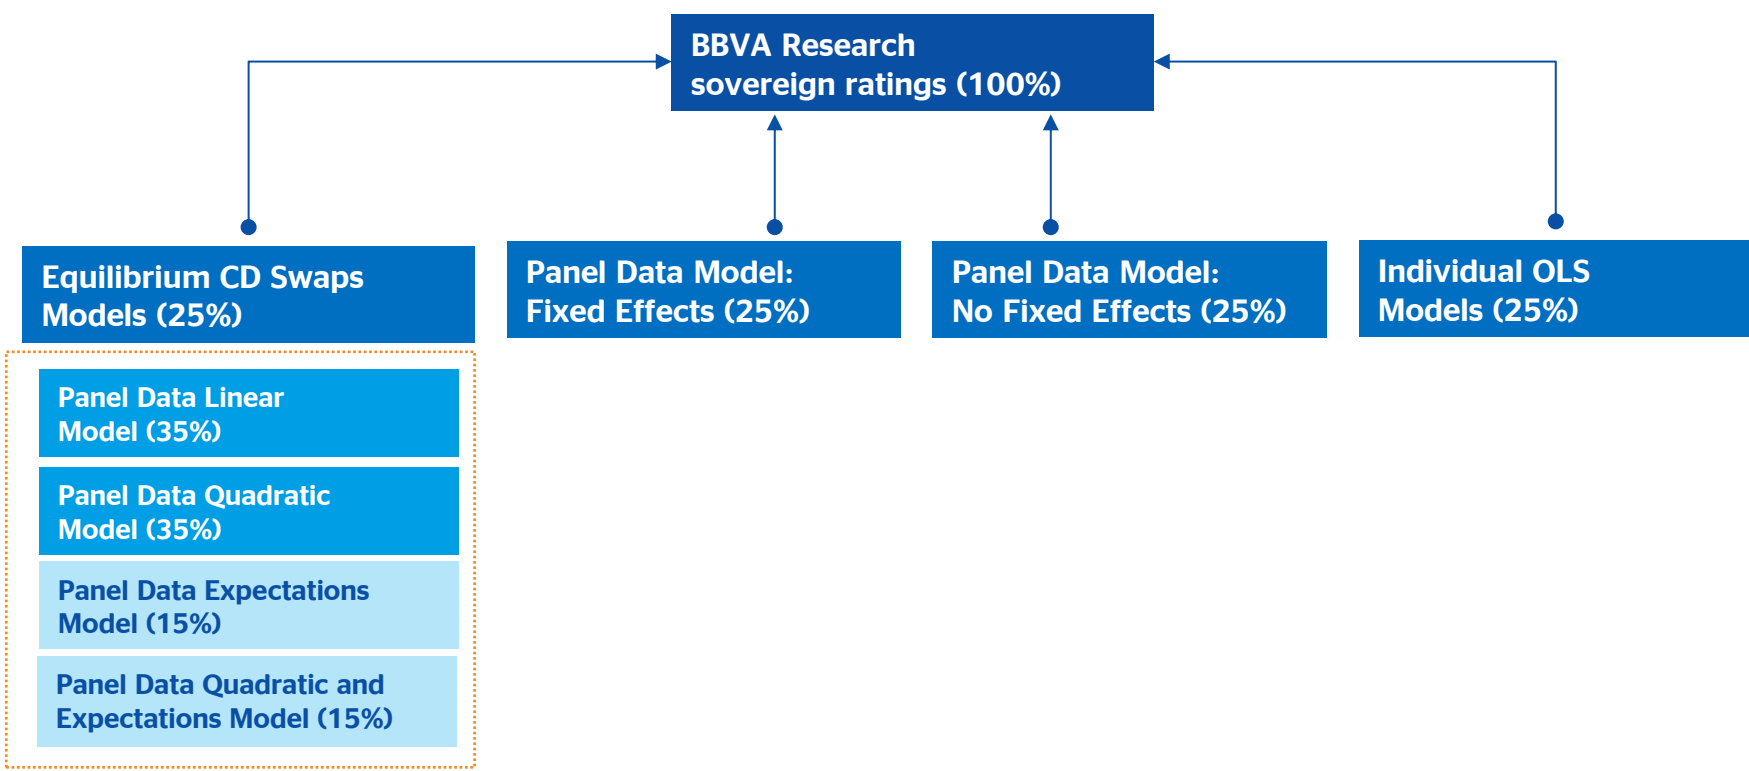 BBVA Research
sovereign ratings (100%)
Equilibrium CD Swaps
Models (25%)
Panel Data Model:
Fixed Effects (25%)
Panel Data Model:
No Fixed Effects (25%)
Individual OLS
Models (25%)
Panel Data Linear
Model (35%)
Panel Data Quadratic
Model (35%)
Panel Data Expectations
Model (15%)
Panel Data Quadratic and
Expectations Model (15%)